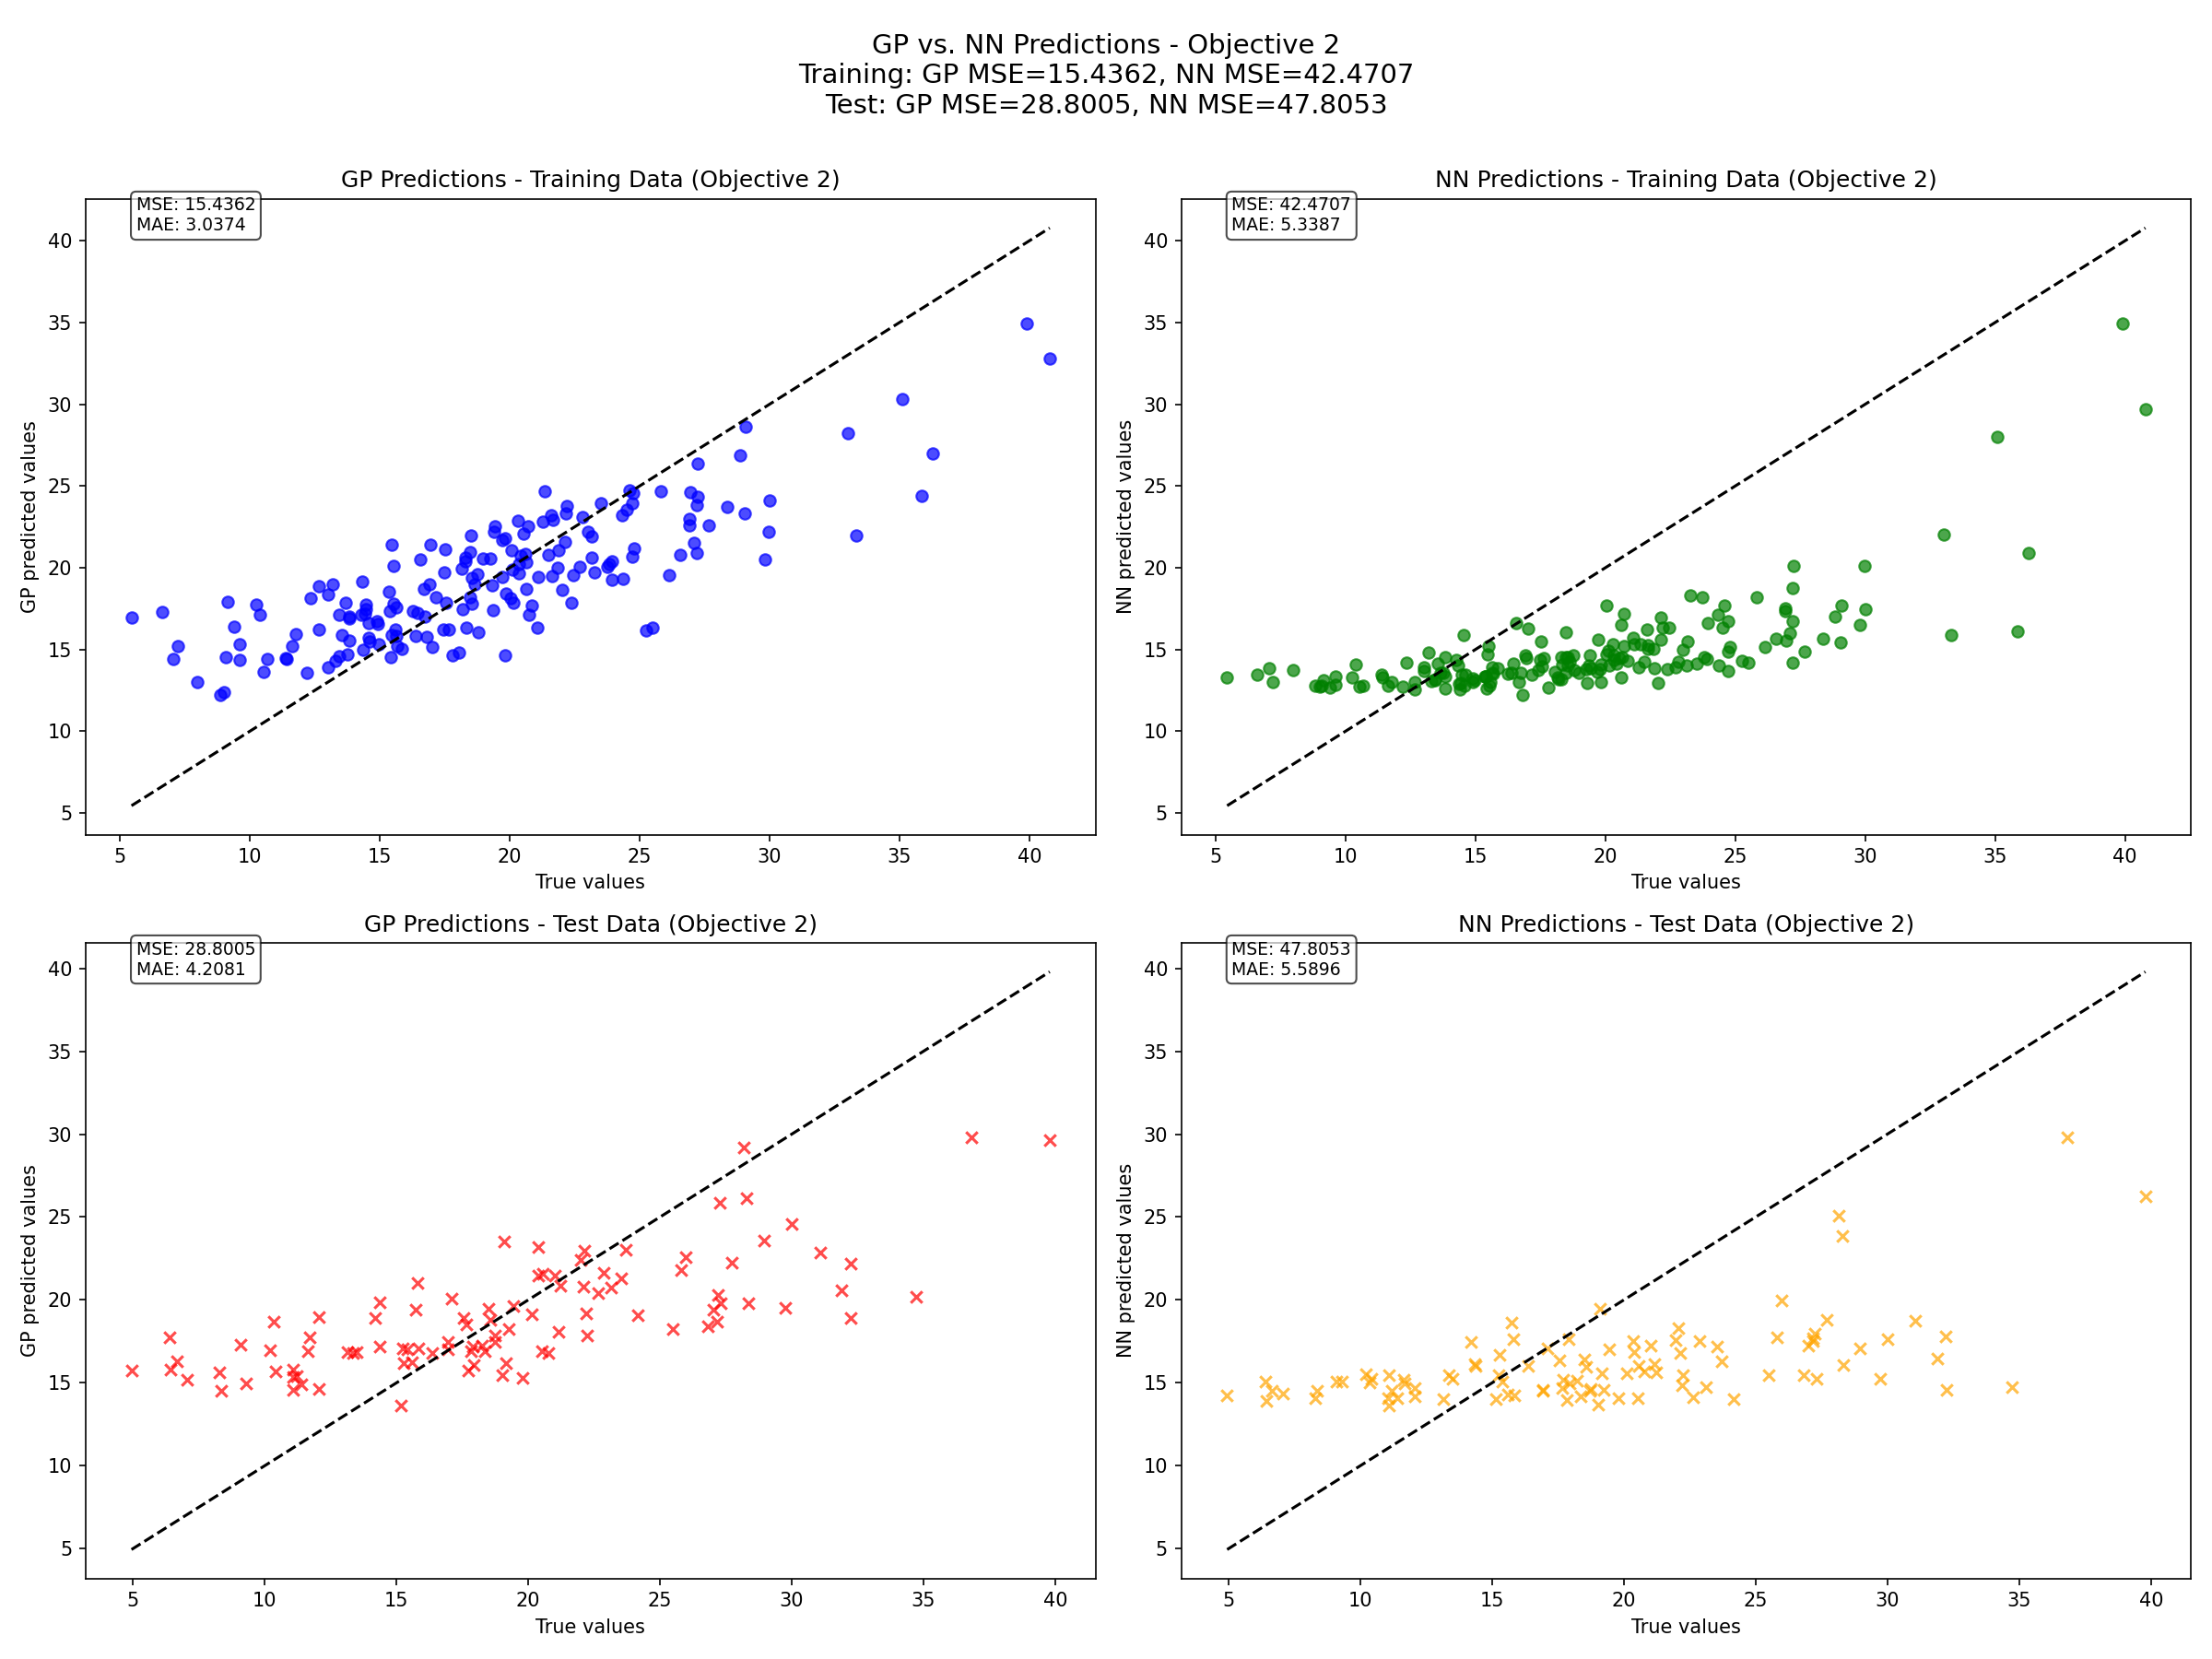 GP vs. NN Predictions - Objective 2
Training: GP MSE=15.4362, NN MSE=42.4707
Test: GP MSE=28.8005, NN MSE=47.8053
GP Predictions - Training Data (Objective 2)
MSE: 15.4362
MAE: 3.0374
GP predicted values
40
35
30
25
20
15
10
5
5 10 15 20 25 30 35 40
True values
NN Predictions - Training Data (Objective 2)
MSE: 42.4707
MAE: 5.3387
NN predicted values
40
35
30
25
20
15
10
5
5 10 15 20 25 30 35 40
True values
GP Predictions - Test Data (Objective 2)
MSE: 28.8005
MAE: 4.2081
GP predicted values
40
35
30
25
20
15
10
5
5 10 15 20 25 30 35 40
True values
NN Predictions - Test Data (Objective 2)
MSE: 47.8053
MAE: 5.5896
NN predicted values
40
35
30
25
20
15
10
5
5 10 15 20 25 30 35 40
True values